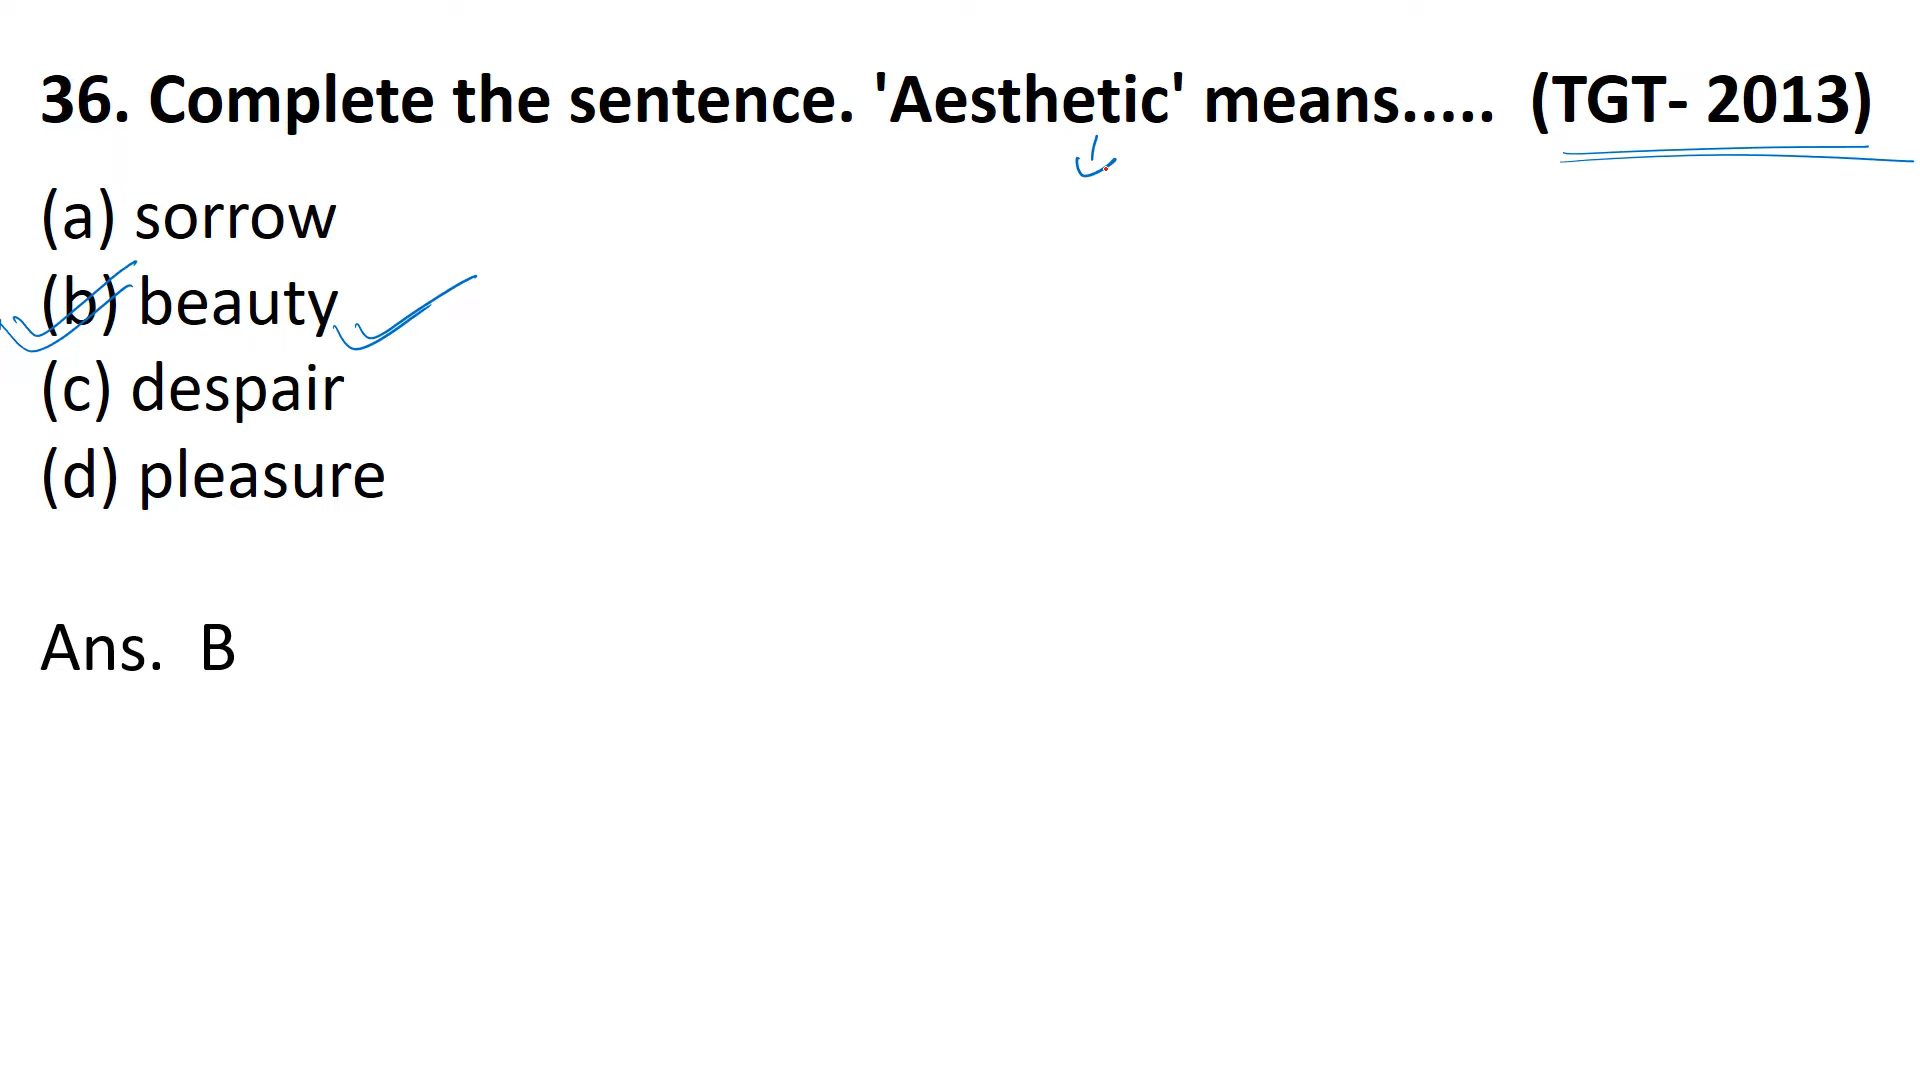 36. Complete the sentence. 'Aesthetic' means..... (TGT- 2013)
(a) sorrow
(b) beauty
(c) despair
(d) pleasure
Ans. B